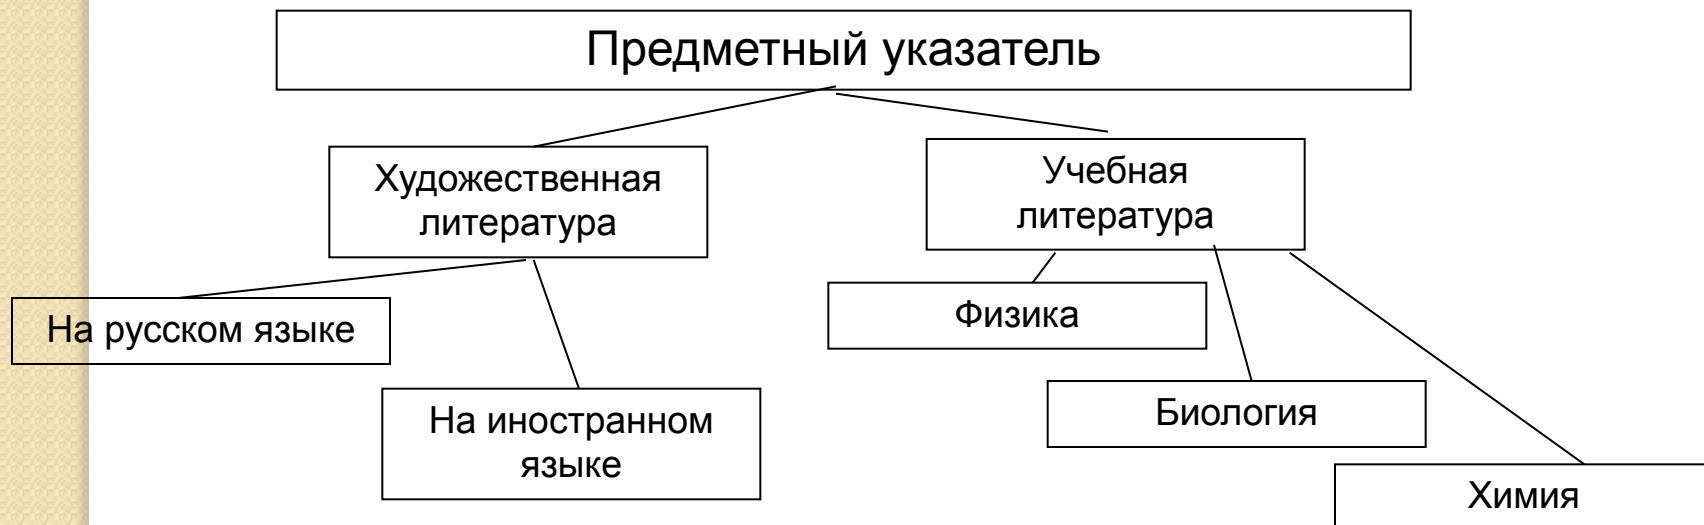 Предметный указатель
Художественная
литература
Учебная
литература
На русском языке
Физика
На иностранном
языке
Биология
Химия